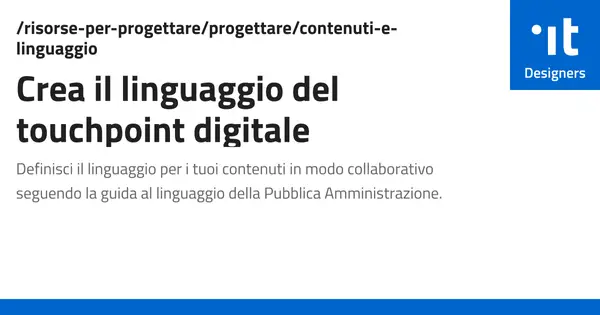 /risorse-per-progettare/progettare/contenuti-e-
linguaggio
Crea il linguaggio del
touchpoint digitale
Definisci il linguaggio per i tuoi contenuti in modo collaborativo
seguendo la guida al linguaggio della Pubblica Amministrazione.
it
Designers